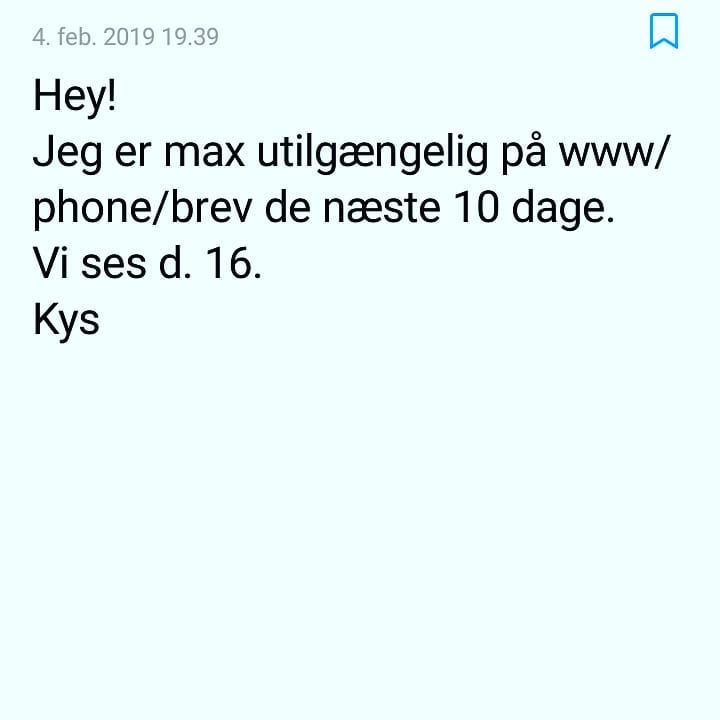 4. feb. 2019 19.39
Hey!
Jeg er max utilgængelig på www/
phone/brev de næste 10 dage.
Vi ses d. 16.
Kys